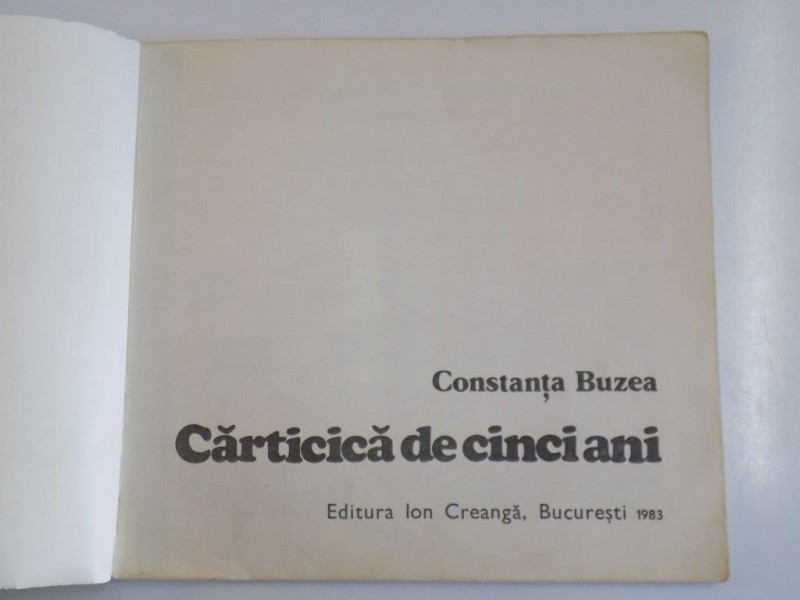 Constanța Buzea
Cărticică de cinci ani
Editura Ion Creangă, București 1983